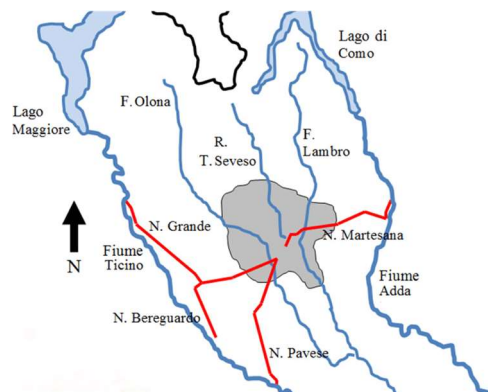 Lago di
Como
F. Olona
Lago
Maggiore
R.
T. Seveso
F.
Lambro
N. Grande
N. Martesana
Fiume
Ticino
N
Fiume
Adda
N. Bereguardo
N. Pavese